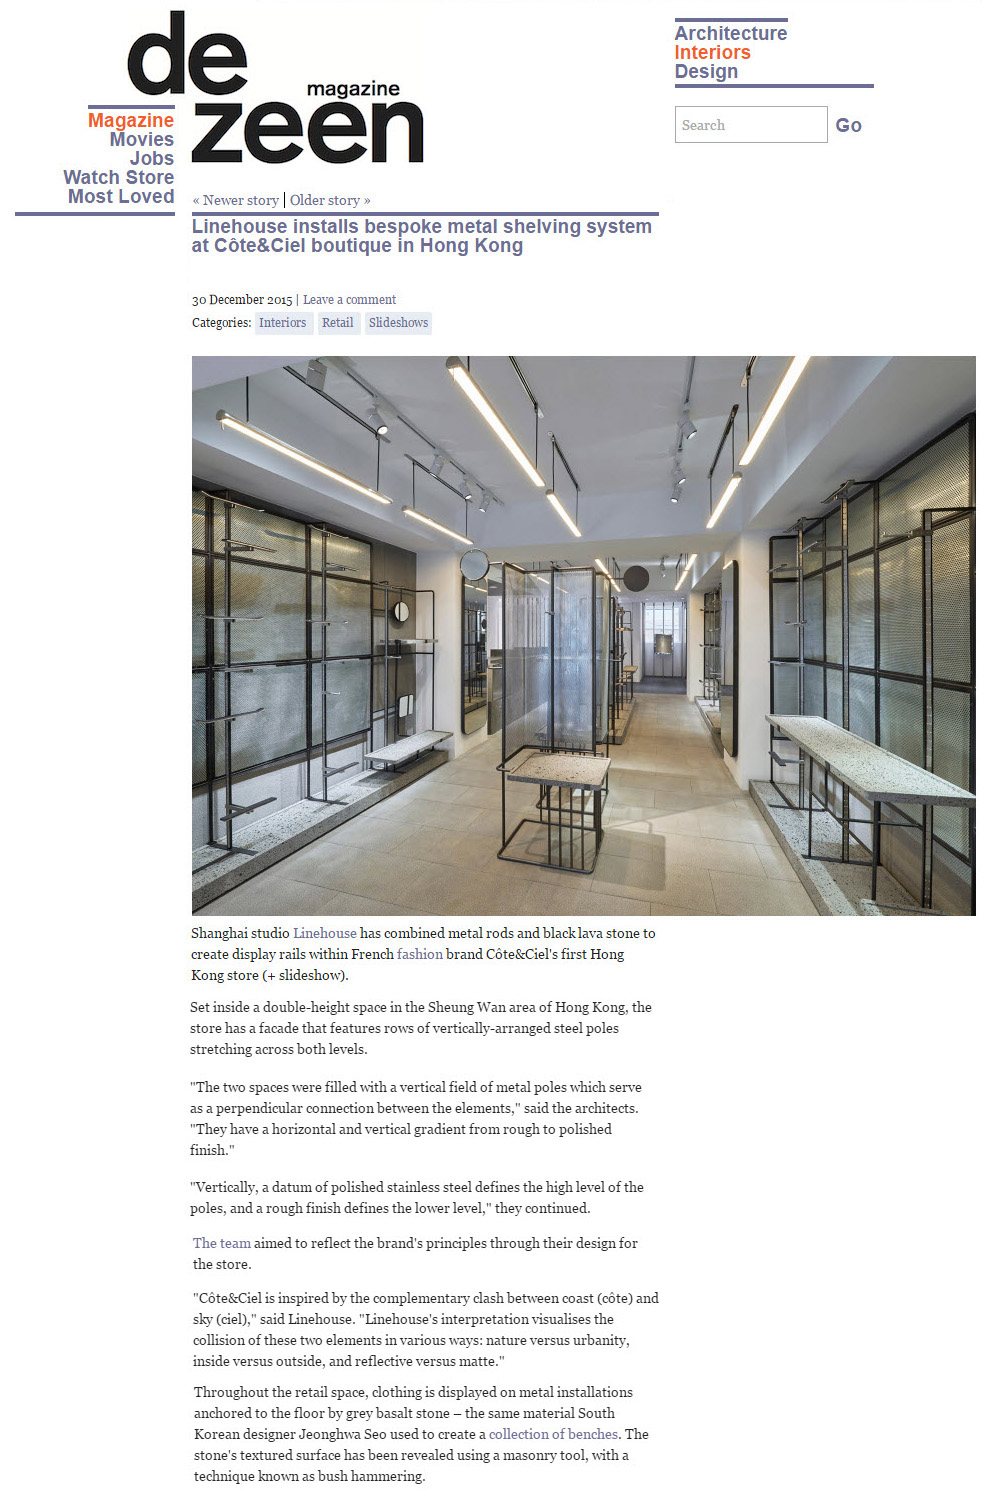 de
magazine
zeen
Magazine
Movies
Jobs
Watch Store
Most Loved
Architecture
Interiors
Design
Search
Go
« Newer story | Older story »
Linehouse installs bespoke metal shelving system
at Côte&Ciel boutique in Hong Kong
30 December 2015 | Leave a comment
Categories: Interiors Retail Slideshows
Shanghai studio Linehouse has combined metal rods and black lava stone to
create display rails within French fashion brand Côte&Ciel's first Hong
Kong store (+ slideshow).
Set inside a double-height space in the Sheung Wan area of Hong Kong, the
store has a facade that features rows of vertically-arranged steel poles
stretching across both levels.
"The two spaces were filled with a vertical field of metal poles which serve
as a perpendicular connection between the elements," said the architects.
"They have a horizontal and vertical gradient from rough to polished
finish."
"Vertically, a datum of polished stainless steel defines the high level of the
poles, and a rough finish defines the lower level," they continued.
The team aimed to reflect the brand's principles through their design for
the store.
"Côte&Ciel is inspired by the complementary clash between coast (côte) and
sky (ciel)," said Linehouse. "Linehouse's interpretation visualises the
collision of these two elements in various ways: nature versus urbanity,
inside versus outside, and reflective versus matte."
Throughout the retail space, clothing is displayed on metal installations
anchored to the floor by grey basalt stone – the same material South
Korean designer Jeonghwa Seo used to create a collection of benches. The
stone's textured surface has been revealed using a masonry tool, with a
technique known as bush hammering.